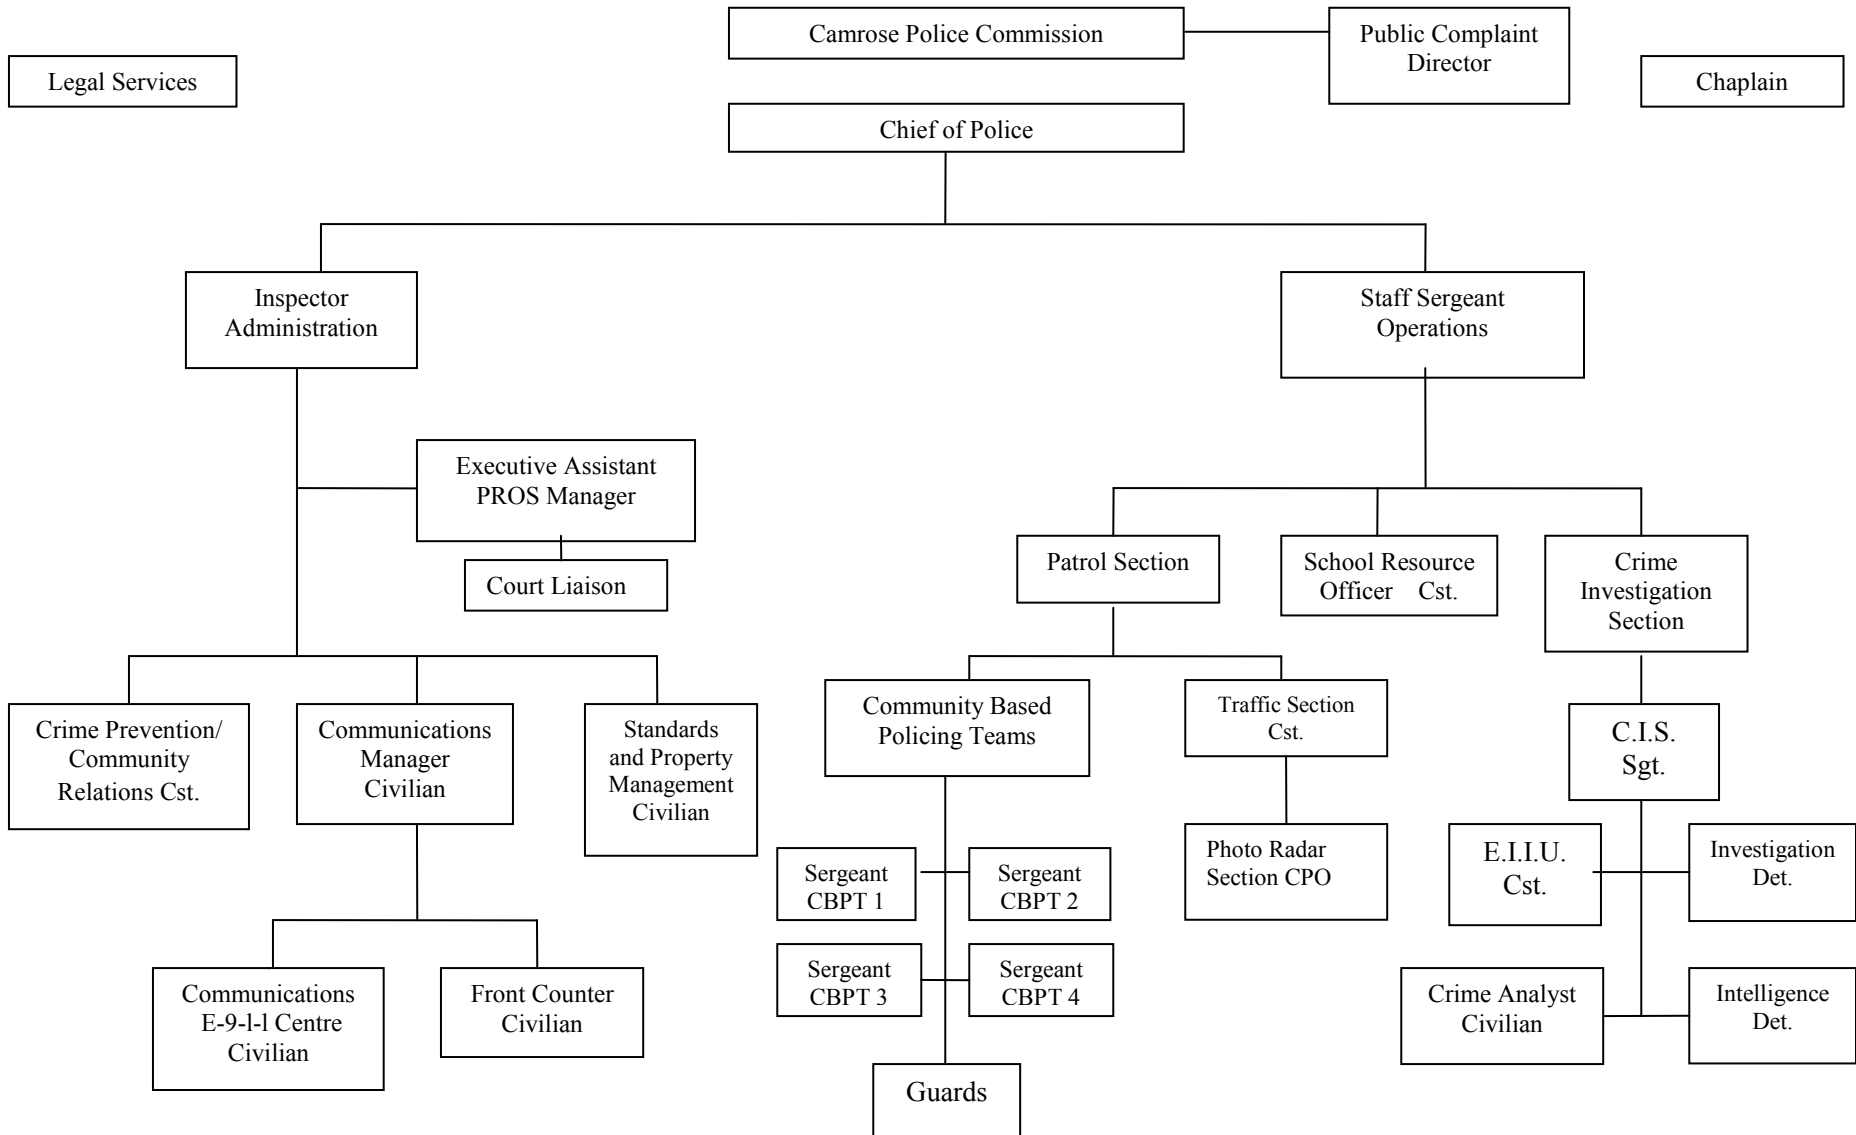 Camrose Police Commission
Public Complaint
Director
Legal Services
Chaplain
Chief of Police
Inspector
Administration
Staff Sergeant
Operations
Executive Assistant
PROS Manager
Court Liaison
Patrol Section
School Resource
Officer Cst.
Crime
Investigation
Section
Crime Prevention/
Community
Relations Cst.
Communications
Manager
Civilian
Standards
and Property
Management
Civilian
Community Based
Policing Teams
Traffic Section
Cst.
C.I.S.
Sgt.
Sergeant
CBPT 1
Sergeant
CBPT 2
Photo Radar
Section CPO
E.I.I.U.
Cst.
Investigation
Det.
Sergeant
CBPT 3
Sergeant
CBPT 4
Communications
E-9-l-l Centre
Civilian
Front Counter
Civilian
Crime Analyst
Civilian
Intelligence
Det.
Guards